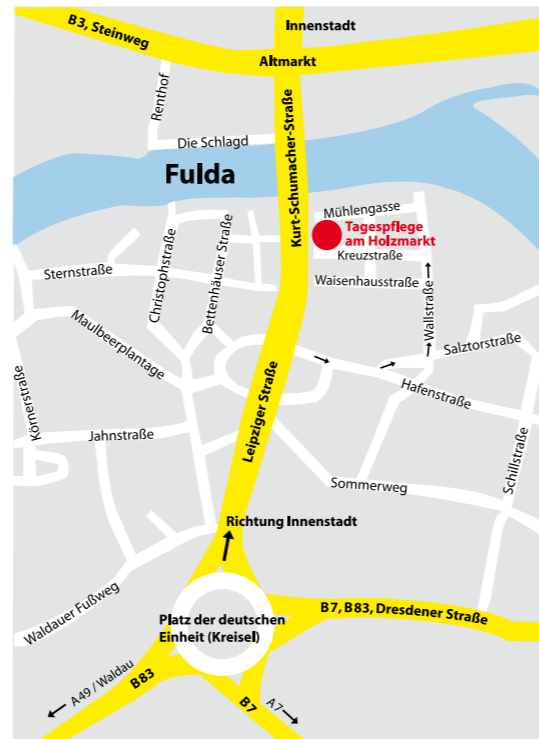 B3, Steinweg
Innenstadt
Altmarkt
Renthof
Die Schlagd
Kurt-Schumacher-Straße
Fulda
Mühlengasse
Tagespflege
am Holzmarkt
Kreuzstraße
Waisenhausstraße
Sternstraße
Christophstraße
Bettenhäuser Straße
Wallstraße
Maulbeerplantage
Salztorstraße
Hafenstraße
Körnerstraße
Jahnstraße
Leipziger Straße
Schillstraße
Sommerweg
Richtung Innenstadt
Waldauer Fußweg
Platz der deutschen
Einheit (Kreisel)
B7, B83, Dresdener Straße
A49 / Waldau
B83
B7
A7